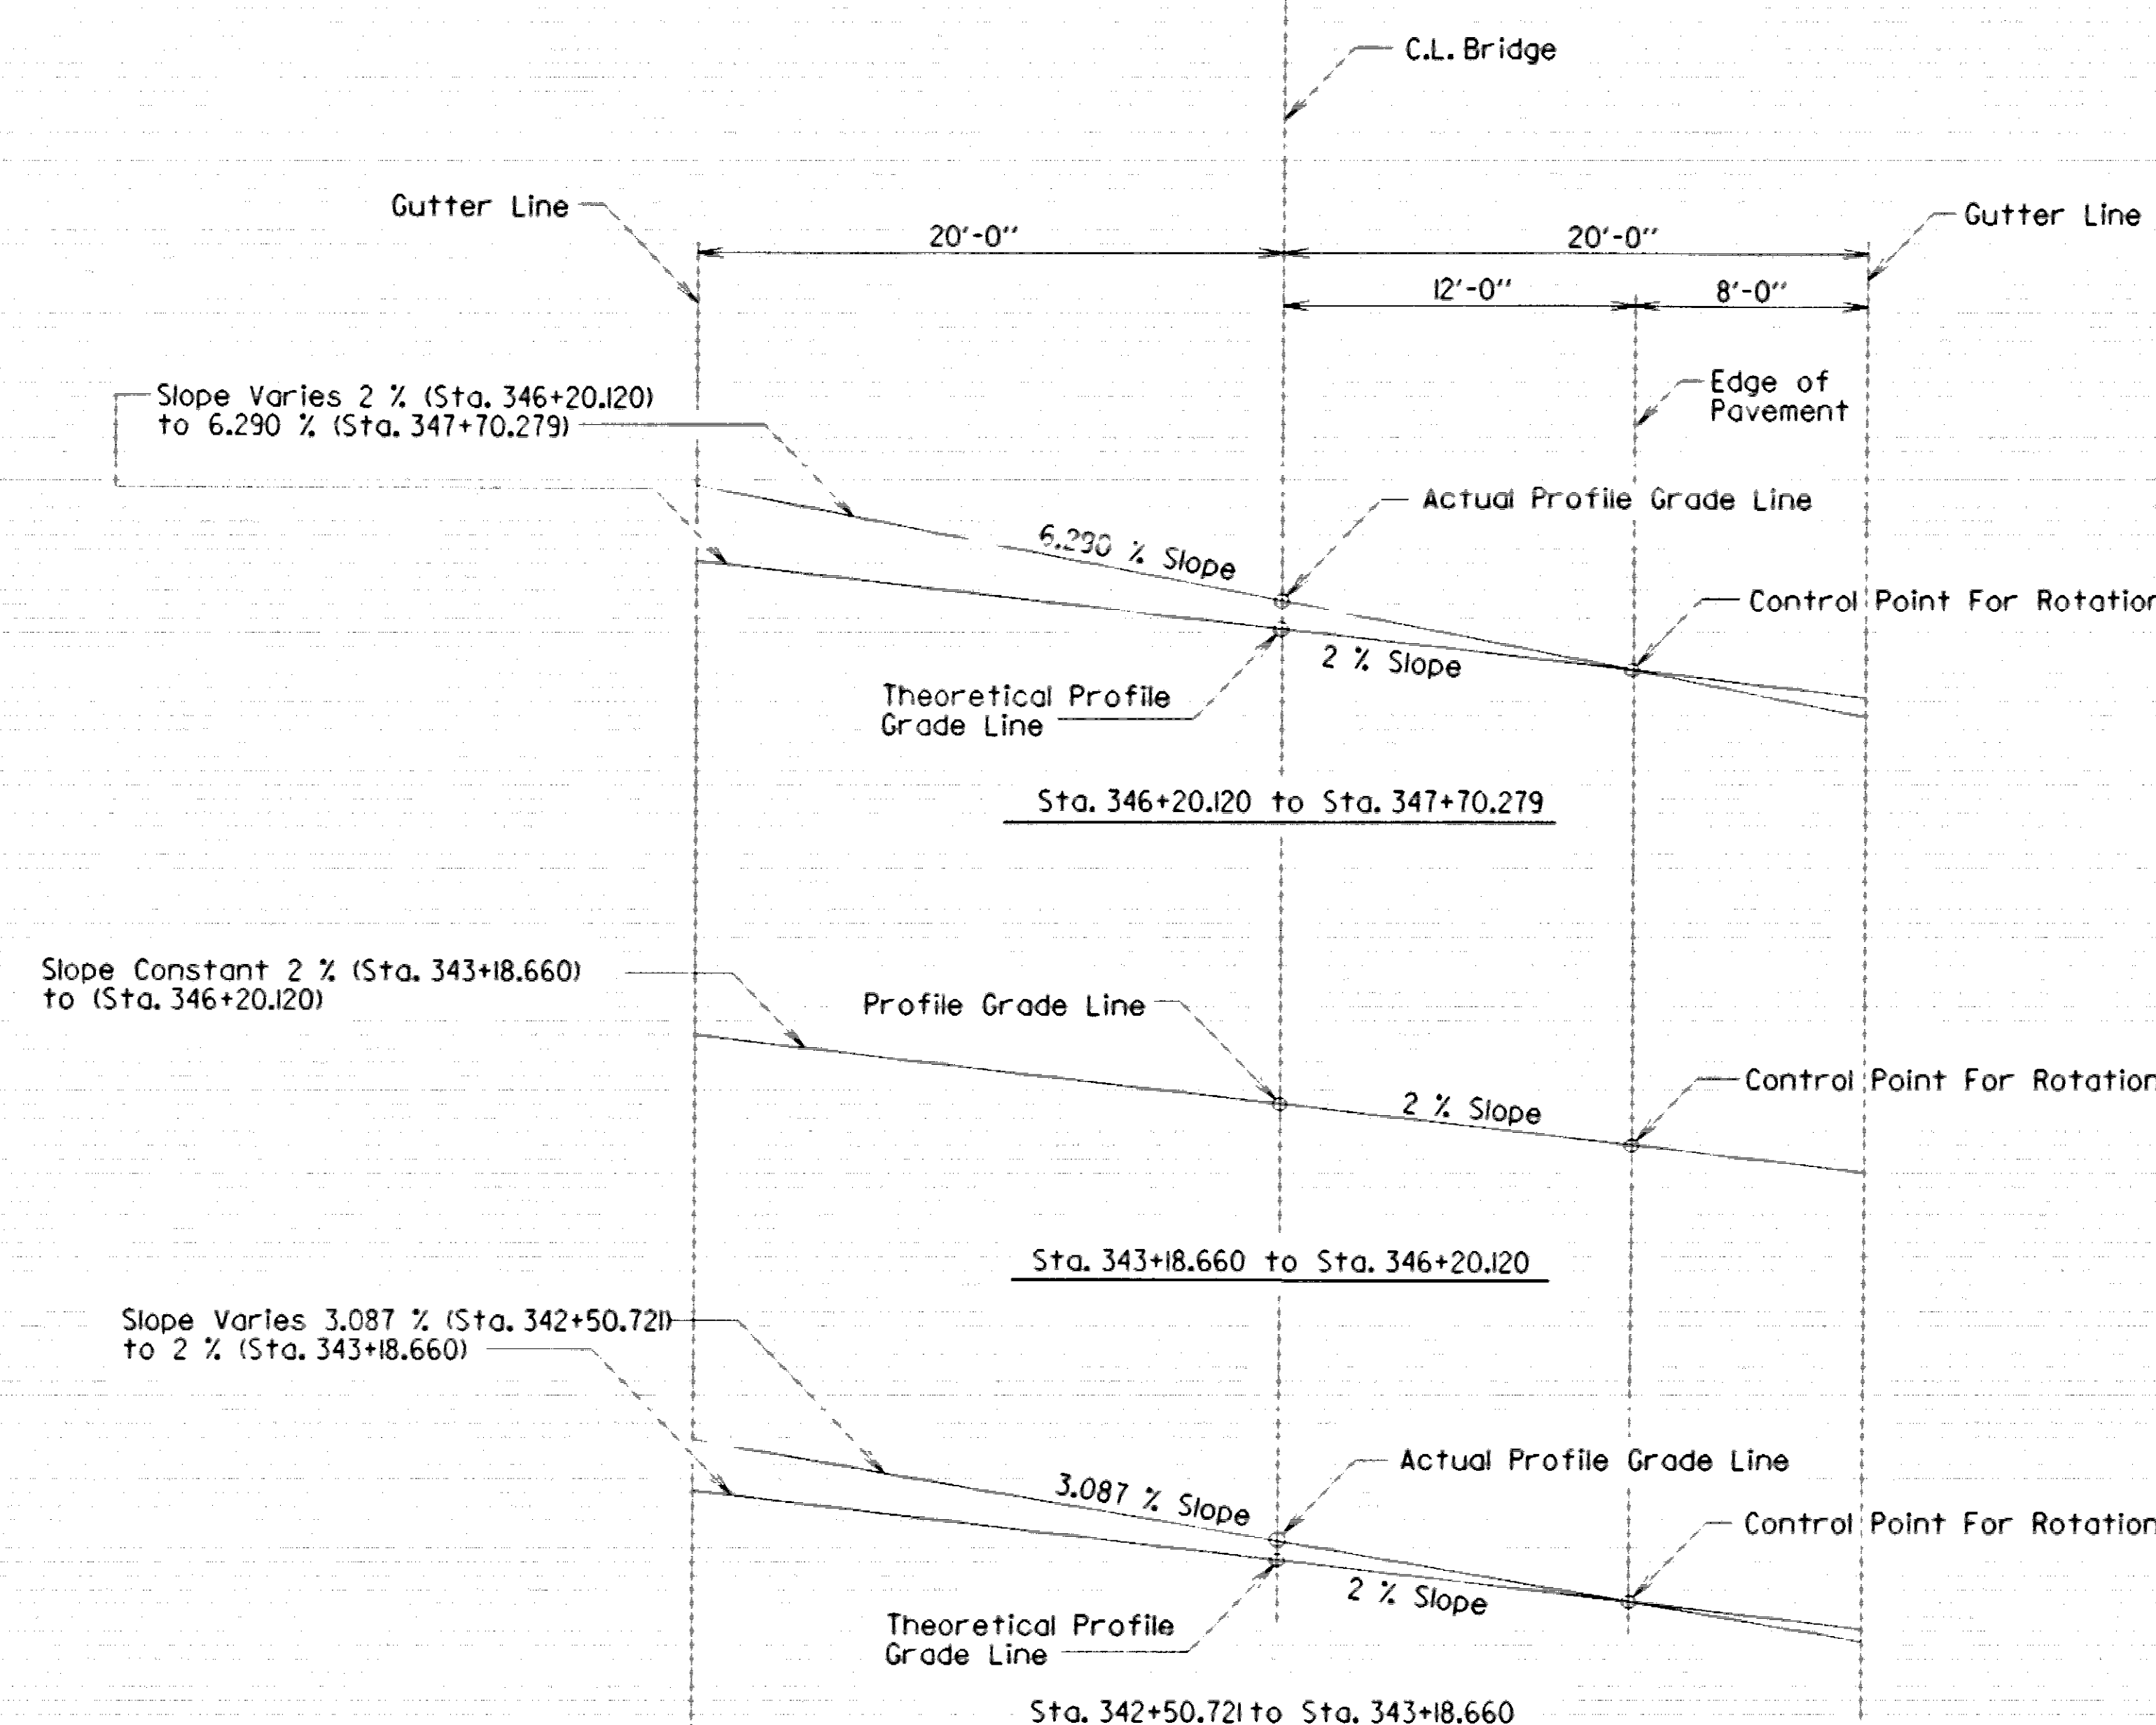 C.L. Bridge
Gutter Line
Gutter Line
20'-0"
20'-0"
12'-0"
8'-0"
Slope Varies 2 % (Sta. 346+20.120)
to 6.290 % (Sta. 347+70.279)
Edge of
Pavement
Actual Profile Grade Line
6.290 % Slope
Control Point For Rotation
2 % Slope
Theoretical Profile
Grade Line
Sta. 346+20.120 to Sta. 347+70.279
Slope Constant 2 % (Sta. 343+18.660)
to (Sta. 346+20.120)
Profile Grade Line
Control Point For Rotation
2 % Slope
Sta. 343+18.660 to Sta. 346+20.120
Slope Varies 3.087 % (Sta. 342+50.721)
to 2 % (Sta. 343+18.660)
Actual Profile Grade Line
3.087 % Slope
Control Point For Rotation
2 % Slope
Theoretical Profile
Grade Line
Sta. 342+50.721 to Sta. 343+18.660